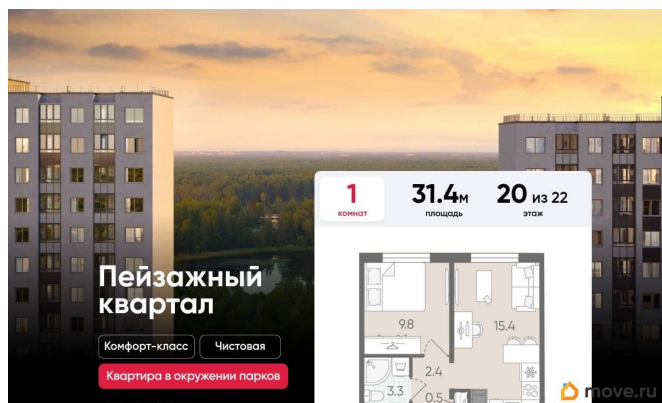 1
комнат
31.4м
площадь
20 из 22
этаж
Пейзажный
квартал
Комфорт-класс
Чистовая
Квартира в окружении парков
9.8
15.4
2.4
3.3
0.5
move.ru